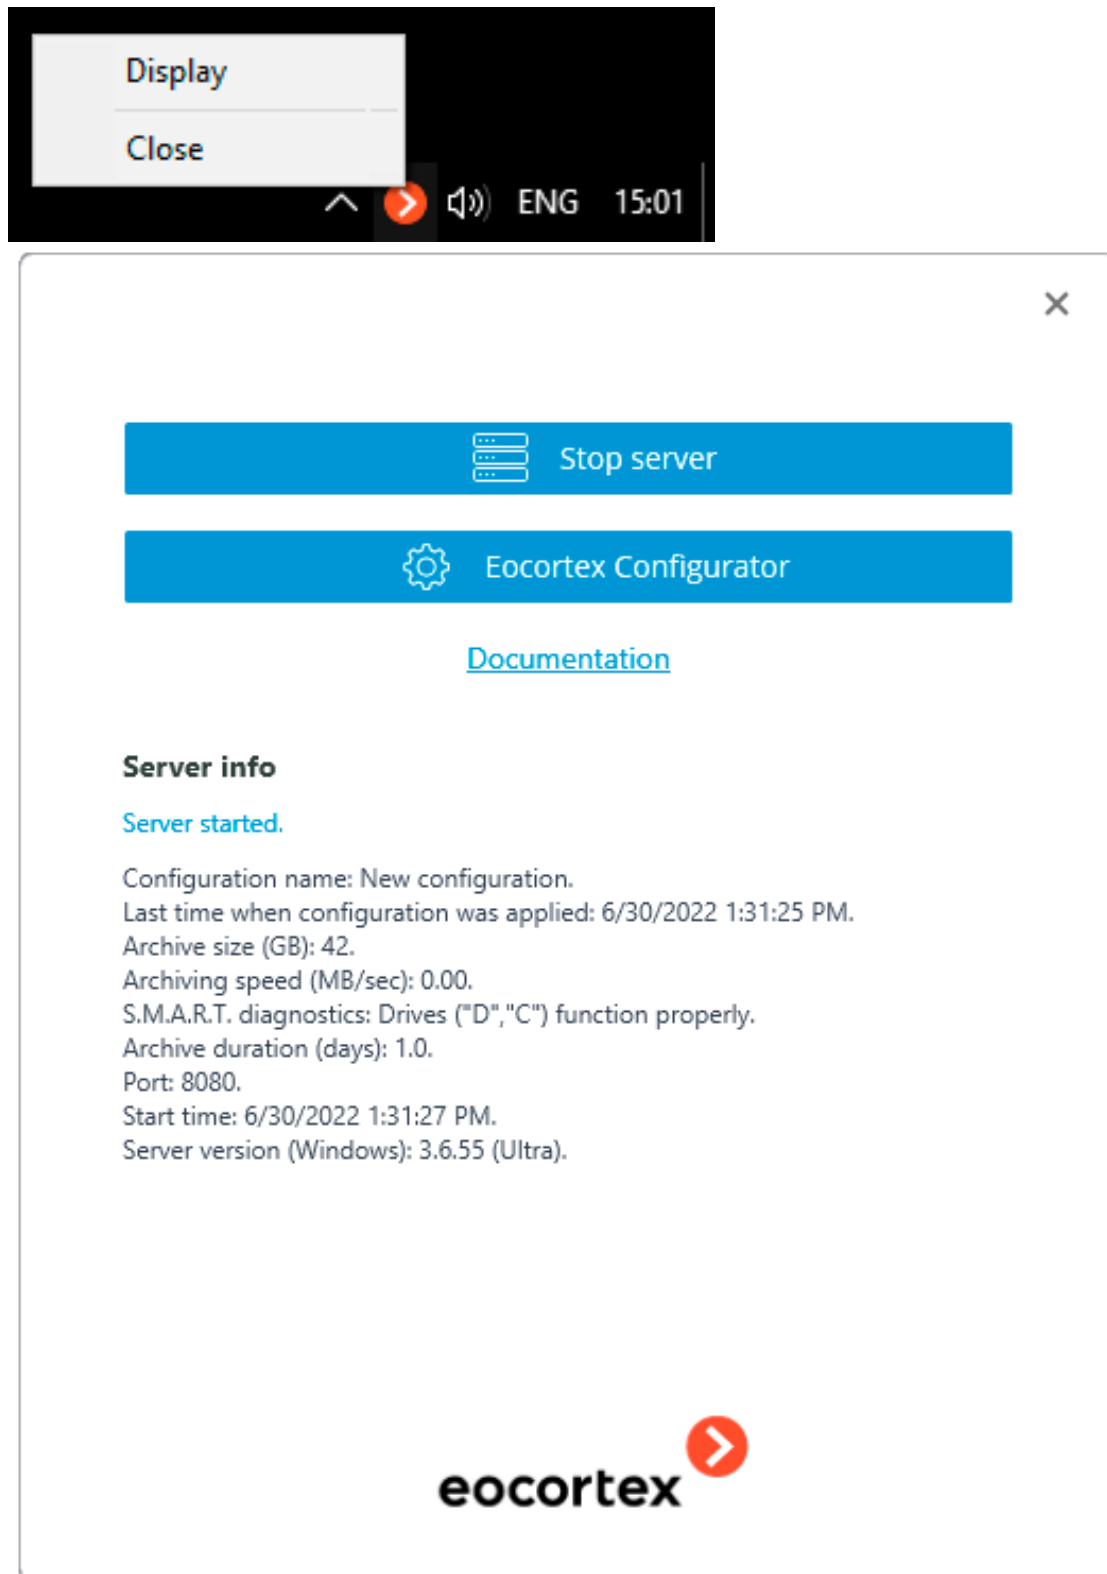 Display
Close
ENG 15:01
Stop server
Eocortex Configurator
Documentation
Server info
Server started.
Configuration name: New configuration.
Last time when configuration was applied: 6/30/2022 1:31:25 PM.
Archive size (GB): 42.
Archiving speed (MB/sec): 0.00.
S.M.A.R.T. diagnostics: Drives ("D","C") function properly.
Archive duration (days): 1.0.
Port: 8080.
Start time: 6/30/2022 1:31:27 PM.
Server version (Windows): 3.6.55 (Ultra).
eocortex